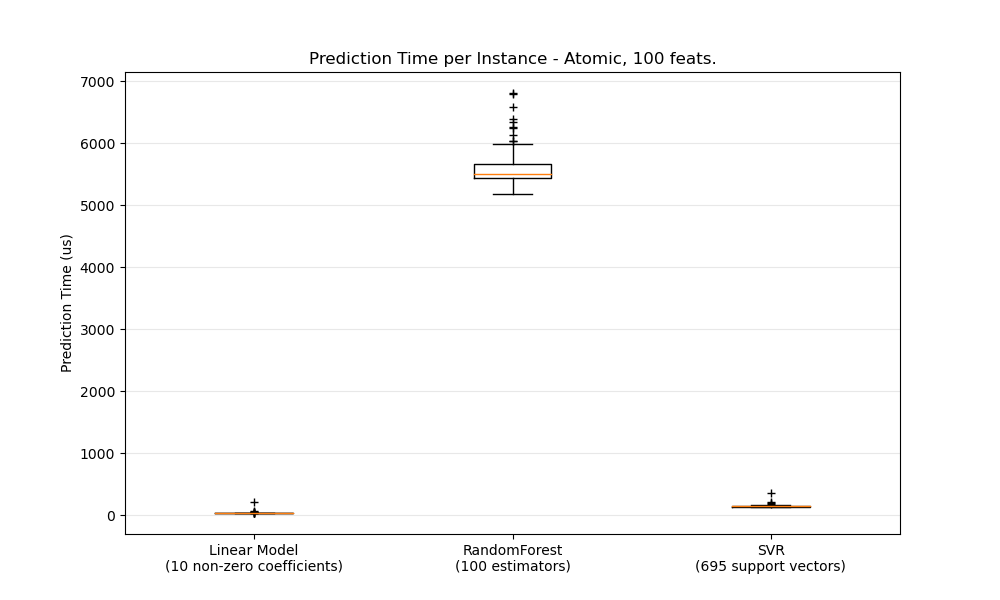 Prediction Time per Instance - Atomic, 100 feats.
Prediction Time (us)
7000
6000
5000
4000
3000
2000
1000
0
Linear Model
(10 non-zero coefficients)
RandomForest
(100 estimators)
SVR
(695 support vectors)